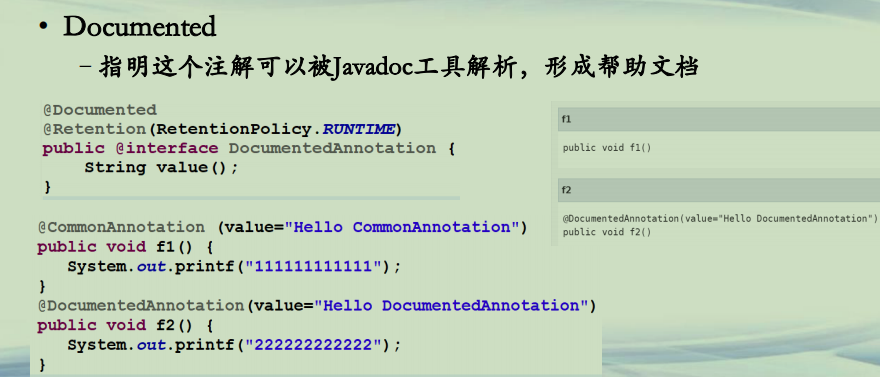 • Documented
– 指明这个注解可以被Javadoc工具解析，形成帮助文档
@Documented
@Retention(RetentionPolicy.RUNTIME)
public @interface DocumentedAnnotation {
    String value();
}
@CommonAnnotation (value="Hello CommonAnnotation")
public void f1() {
   System.out.printf("111111111111");
}
@DocumentedAnnotation(value="Hello DocumentedAnnotation")
public void f2() {
   System.out.printf("222222222222");
}
f1
public void f1()
f2
@DocumentedAnnotation(value="Hello DocumentedAnnotation")
public void f2()